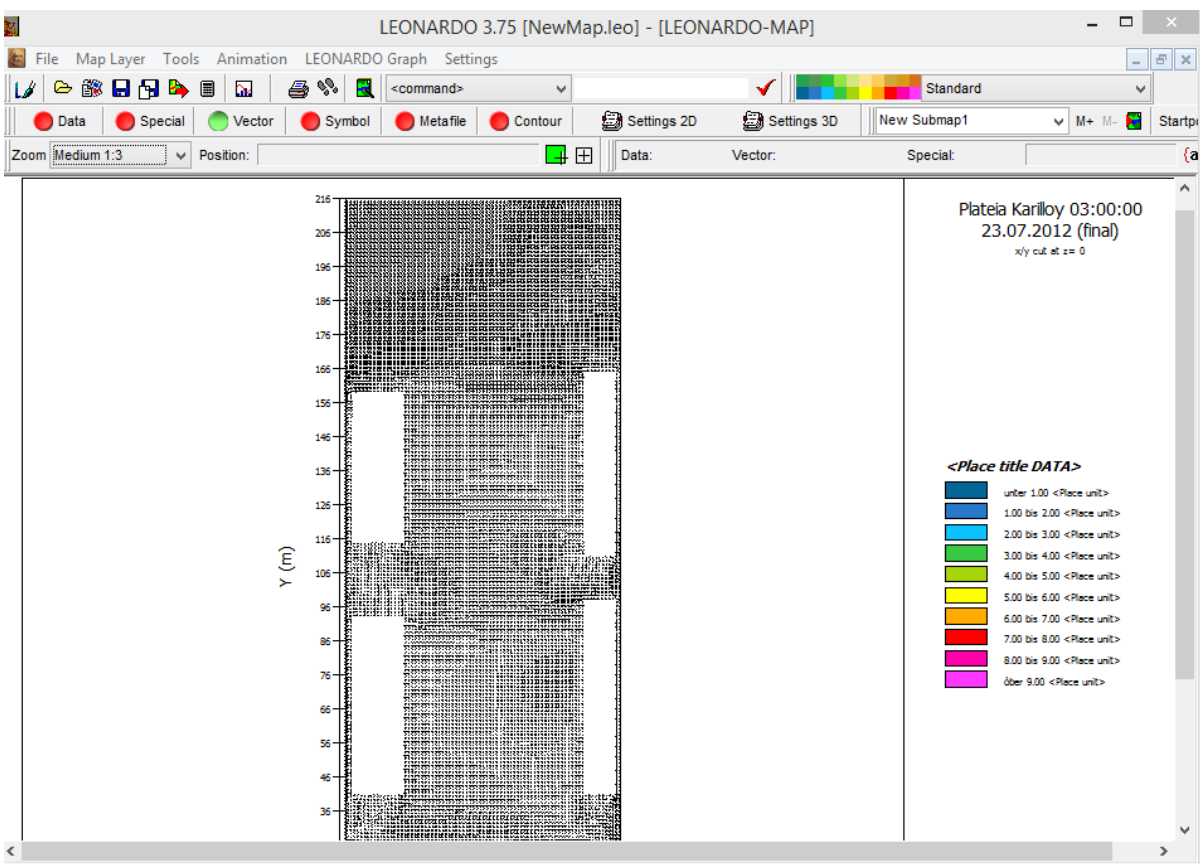 LEONARDO 3.75 [NewMap.leo] - [LEONARDO-MAP]
File Map Layer Tools Animation LEONARDO Graph Settings
<command> Standard
Data Special Vector Symbol Metafile Contour Settings 2D Settings 3D New Submap1 M+ M- Startpo
Zoom Medium 1:3 Position: Data: Vector: Special: {a
Plateia Karilloy 03:00:00
23.07.2012 (final)
x/y cut at z= 0
216
206
196
186
176
166
156
146
136
126
116
106
96
86
76
66
56
46
36
Y (m)
<Place title DATA>
unter 1.00 <Place unit>
1.00 bis 2.00 <Place unit>
2.00 bis 3.00 <Place unit>
3.00 bis 4.00 <Place unit>
4.00 bis 5.00 <Place unit>
5.00 bis 6.00 <Place unit>
6.00 bis 7.00 <Place unit>
7.00 bis 8.00 <Place unit>
8.00 bis 9.00 <Place unit>
όber 9.00 <Place unit>